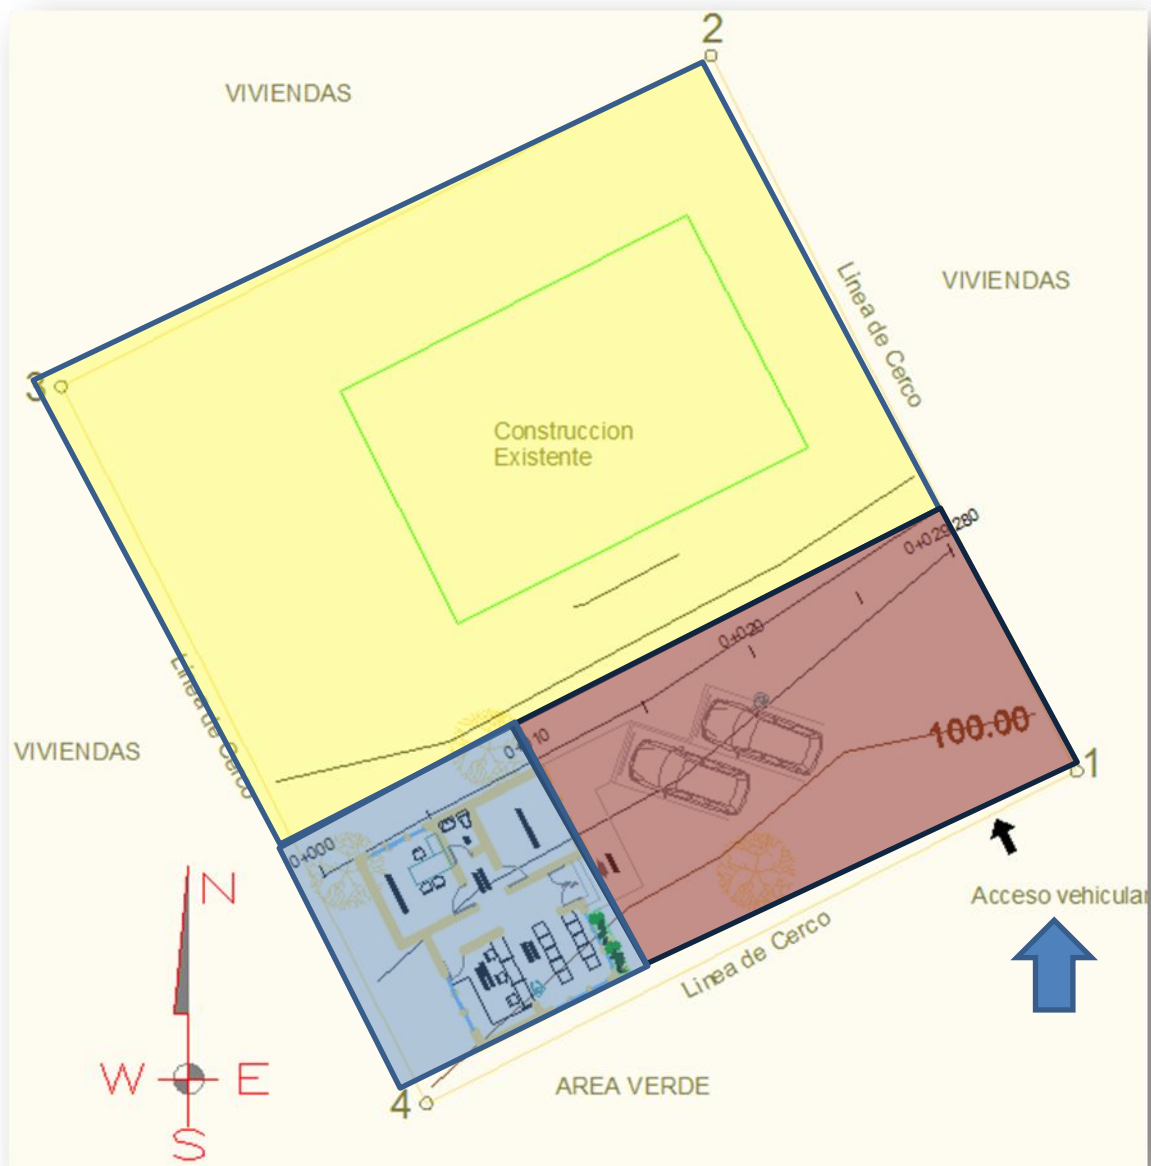 2
VIVIENDAS
VIVIENDAS
Linea de Cerco
3
Construccion
Existente
0+029.280
0+020
Linea de Cerco
100.00
0+010
VIVIENDAS
1
0+000
Acceso vehicular
N
Linea de Cerco
W
E
AREA VERDE
4
S